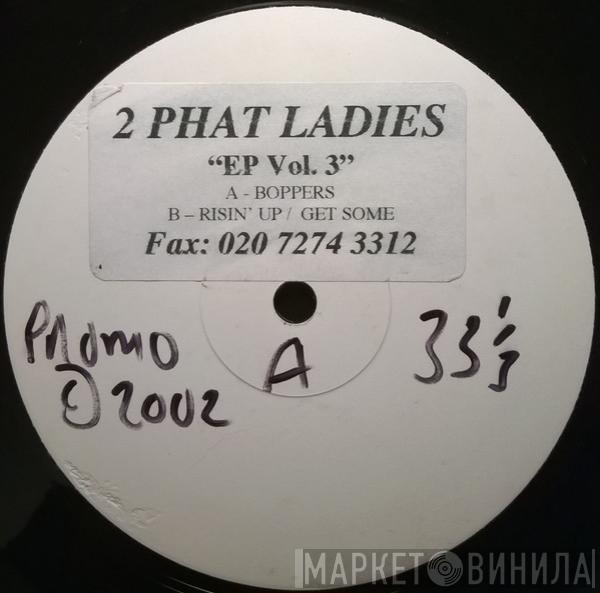 2 PHAT LADIES
“EP Vol. 3”
A - BOPPERS
B – RISIN' UP / GET SOME
Fax: 020 7274 3312
PROMO
© 2002
A
33⅓
МАРКЕТ ВИНИЛА